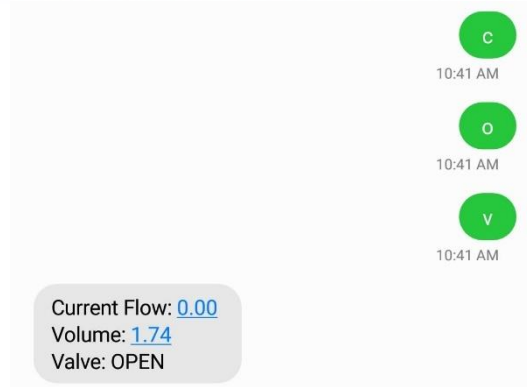 c
10:41 AM
o
10:41 AM
v
10:41 AM
Current Flow: 0.00
Volume: 1.74
Valve: OPEN